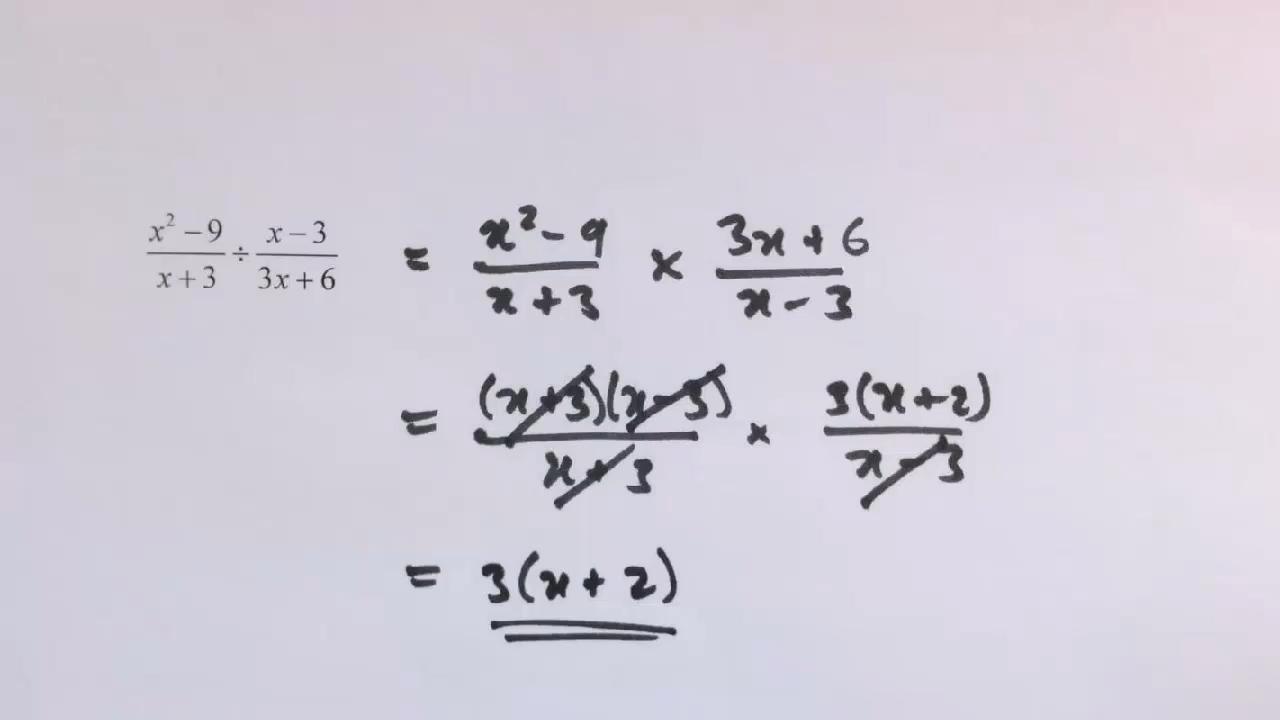 (x² − 9)/(x + 3) ÷ (x − 3)/(3x + 6) = (x² − 9)/(x + 3) × (3x + 6)/(x − 3)
= (x + 3)(x − 3)/(x + 3) × 3(x + 2)/(x − 3)
= 3(x + 2)